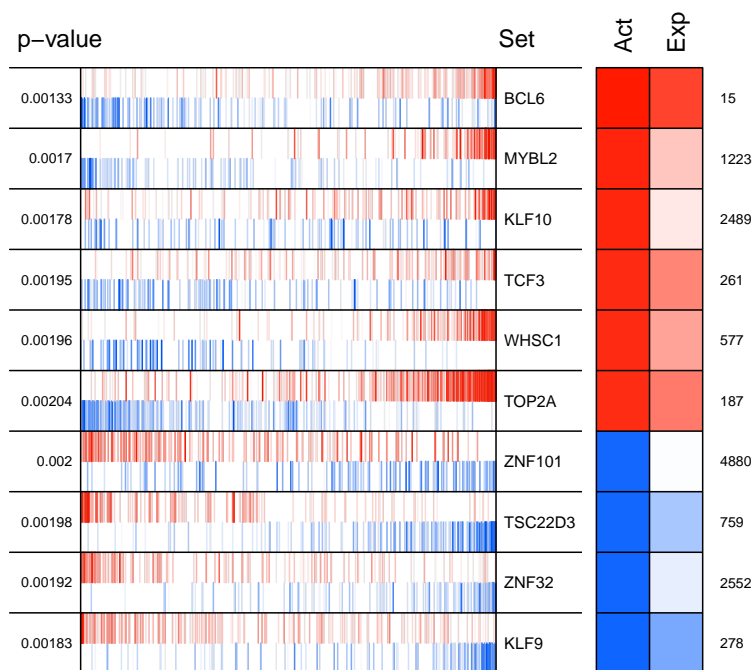 p−value Set Act Exp
0.00133 BCL6 15
0.0017 MYBL2 1223
0.00178 KLF10 2489
0.00195 TCF3 261
0.00196 WHSC1 577
0.00204 TOP2A 187
0.002 ZNF101 4880
0.00198 TSC22D3 759
0.00192 ZNF32 2552
0.00183 KLF9 278